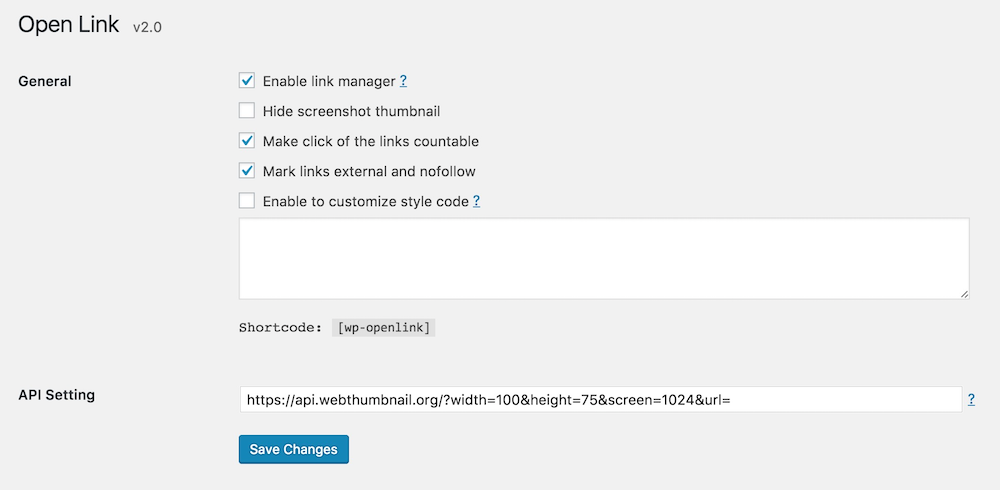 Open Link v2.0
General
Enable link manager ?
Hide screenshot thumbnail
Make click of the links countable
Mark links external and nofollow
Enable to customize style code ?
Shortcode: [wp-openlink]
API Setting
https://api.webthumbnail.org/?width=100&height=75&screen=1024&url= ?
Save Changes